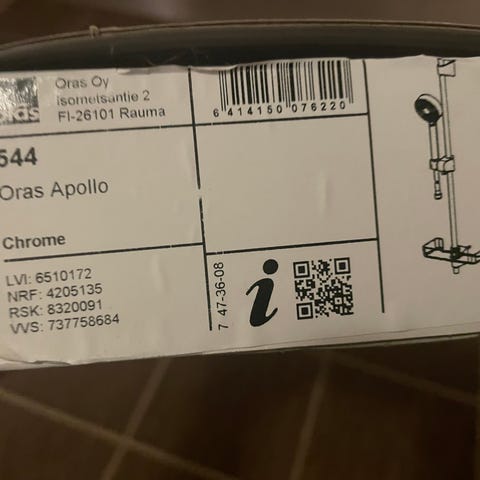 Oras Oy
Isometsäntie 2
FI-26101 Rauma
6 414150 076220
544
Oras Apollo
Chrome
LVI: 6510172
NRF: 4205135
RSK: 8320091
VVS: 737758684
7 47-36-08
i